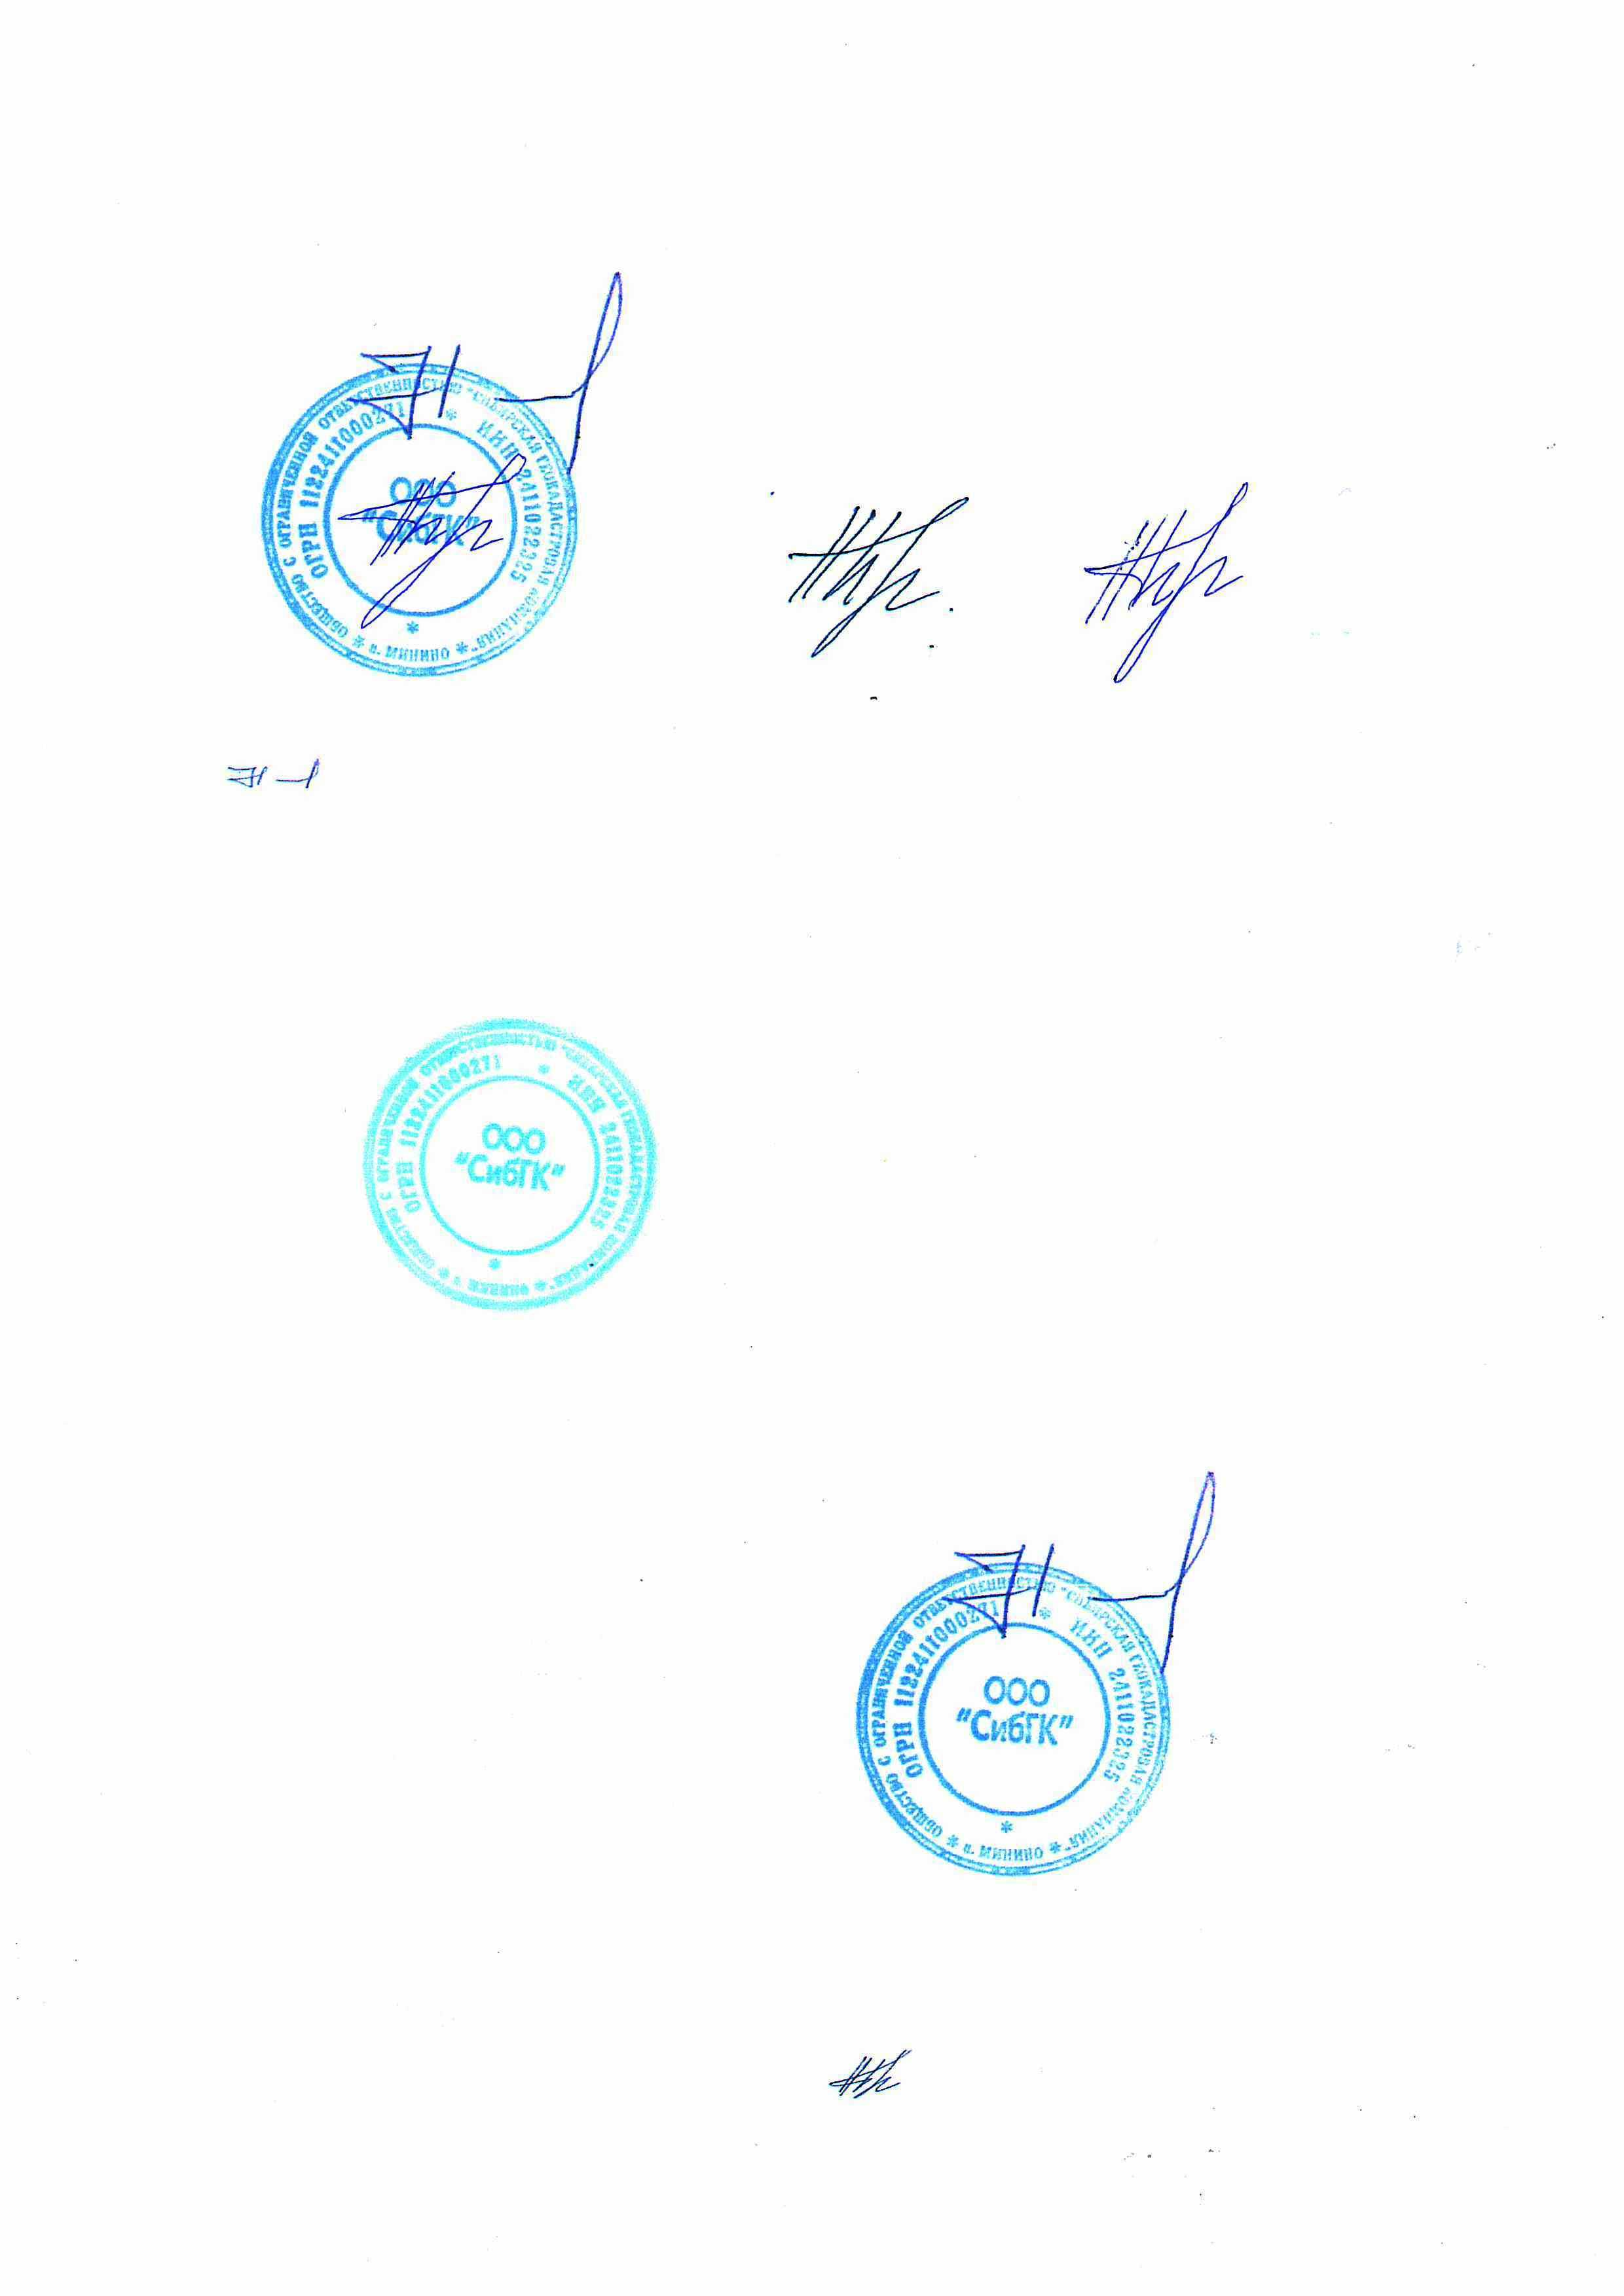 ОБЩЕСТВО С ОГРАНИЧЕННОЙ ОТВЕТСТВЕННОСТЬЮ "СИБИРСКАЯ ГЕОКАДАСТРОВАЯ КОМПАНИЯ" * п. МИНИНО *
ОГРН 1122411000271 * ИНН 2411022325 *
ООО
"СибГК"
ОБЩЕСТВО С ОГРАНИЧЕННОЙ ОТВЕТСТВЕННОСТЬЮ "СИБИРСКАЯ ГЕОКАДАСТРОВАЯ КОМПАНИЯ" * п. МИНИНО *
ОГРН 1122411000271 * ИНН 2411022325 *
ООО
"СибГК"
ОБЩЕСТВО С ОГРАНИЧЕННОЙ ОТВЕТСТВЕННОСТЬЮ "СИБИРСКАЯ ГЕОКАДАСТРОВАЯ КОМПАНИЯ" * п. МИНИНО *
ОГРН 1122411000271 * ИНН 2411022325 *
ООО
"СибГК"